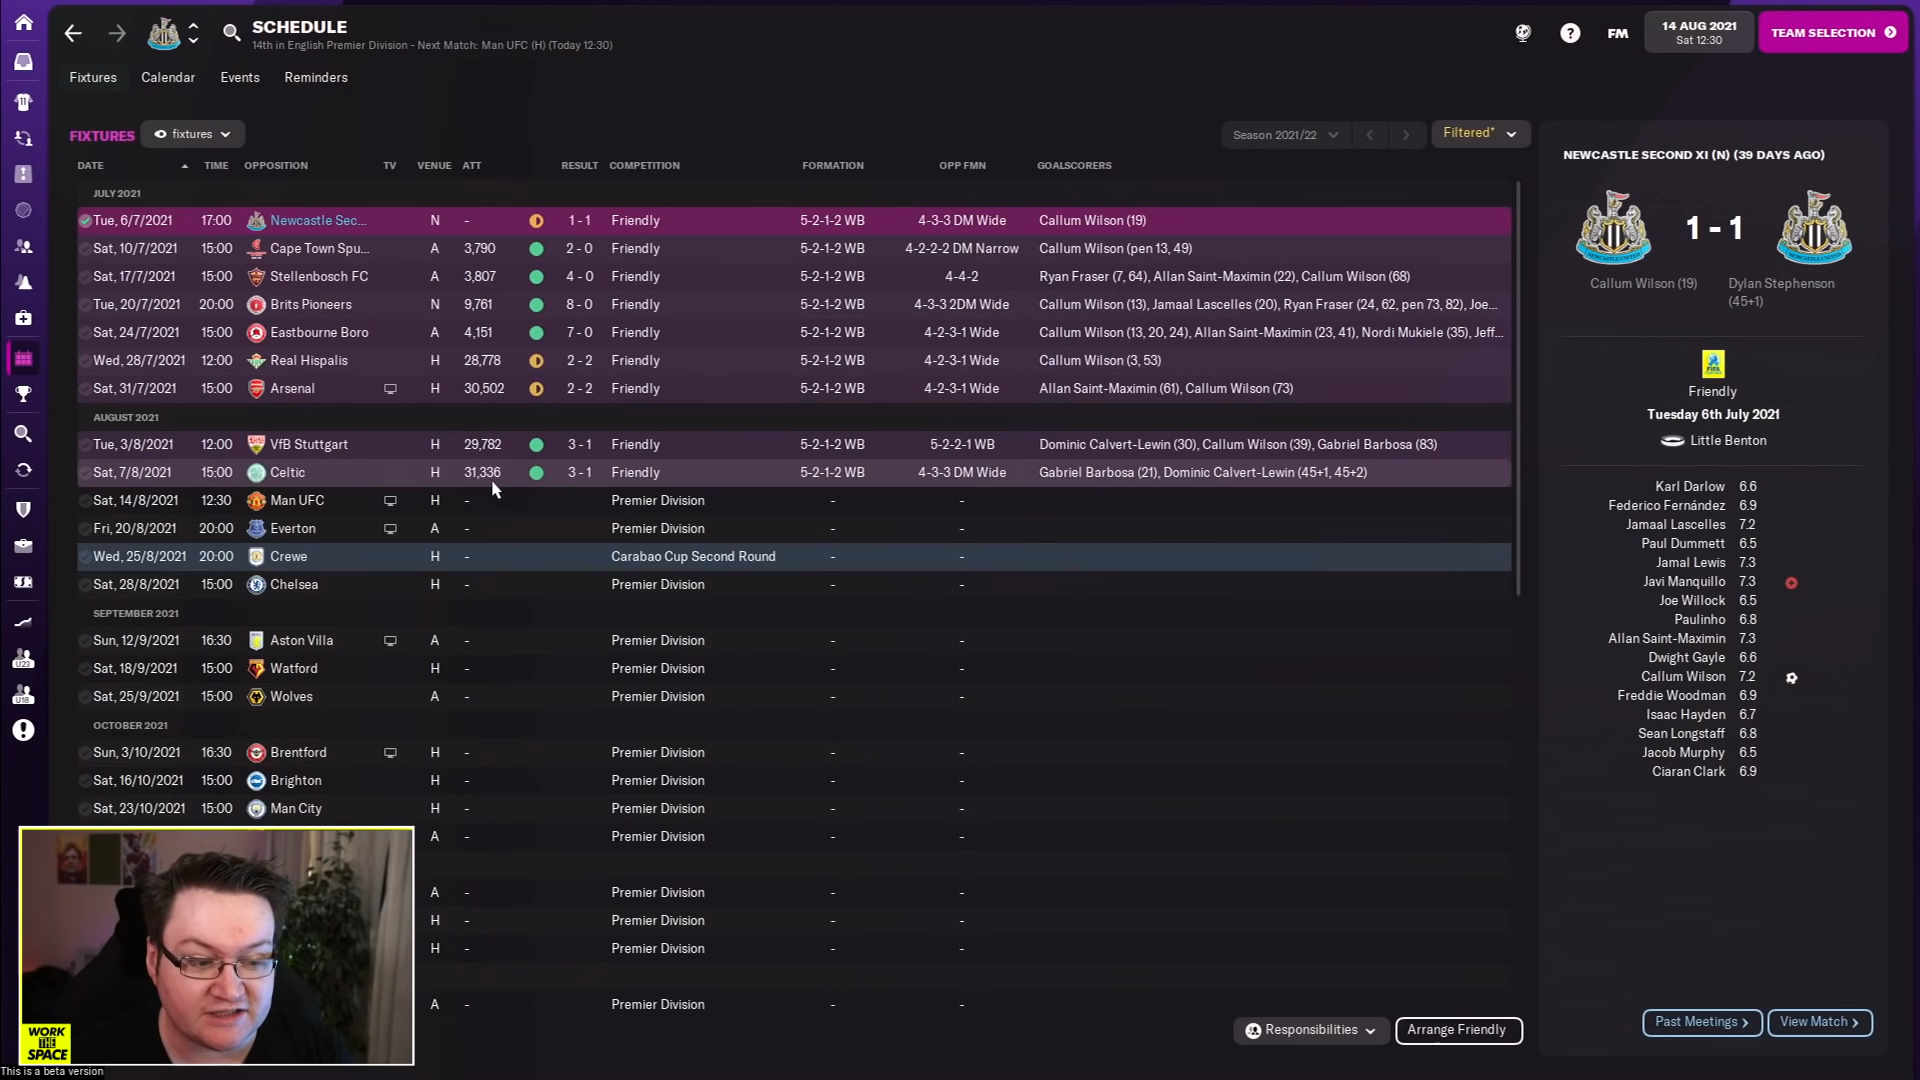 SCHEDULE
14th in English Premier Division - Next Match: Man UFC (H) (Today 12:30)
FM
14 AUG 2021
Sat 12:30
TEAM SELECTION
Fixtures Calendar Events Reminders
FIXTURES fixtures Season 2021/22 Filtered*
DATE TIME OPPOSITION TV VENUE ATT RESULT COMPETITION FORMATION OPP FMN GOALSCORERS
JULY 2021
Tue, 6/7/2021 17:00 Newcastle Sec... N - 1 - 1 Friendly 5-2-1-2 WB 4-3-3 DM Wide Callum Wilson (19)
Sat, 10/7/2021 15:00 Cape Town Spu... A 3,790 2 - 0 Friendly 5-2-1-2 WB 4-2-2-2 DM Narrow Callum Wilson (pen 13, 49)
Sat, 17/7/2021 15:00 Stellenbosch FC A 3,807 4 - 0 Friendly 5-2-1-2 WB 4-4-2 Ryan Fraser (7, 64), Allan Saint-Maximin (22), Callum Wilson (68)
Tue, 20/7/2021 20:00 Brits Pioneers N 9,761 8 - 0 Friendly 5-2-1-2 WB 4-3-3 2DM Wide Callum Wilson (13), Jamaal Lascelles (20), Ryan Fraser (24, 62, pen 73, 82), Joe...
Sat, 24/7/2021 15:00 Eastbourne Boro A 4,151 7 - 0 Friendly 5-2-1-2 WB 4-2-3-1 Wide Callum Wilson (13, 20, 24), Allan Saint-Maximin (23, 41), Nordi Mukiele (35), Jeff...
Wed, 28/7/2021 12:00 Real Hispalis H 28,778 2 - 2 Friendly 5-2-1-2 WB 4-2-3-1 Wide Callum Wilson (3, 53)
Sat, 31/7/2021 15:00 Arsenal H 30,502 2 - 2 Friendly 5-2-1-2 WB 4-2-3-1 Wide Allan Saint-Maximin (61), Callum Wilson (73)
AUGUST 2021
Tue, 3/8/2021 12:00 VfB Stuttgart H 29,782 3 - 1 Friendly 5-2-1-2 WB 5-2-2-1 WB Dominic Calvert-Lewin (30), Callum Wilson (39), Gabriel Barbosa (83)
Sat, 7/8/2021 15:00 Celtic H 31,336 3 - 1 Friendly 5-2-1-2 WB 4-3-3 DM Wide Gabriel Barbosa (21), Dominic Calvert-Lewin (45+1, 45+2)
Sat, 14/8/2021 12:30 Man UFC H - Premier Division - -
Fri, 20/8/2021 20:00 Everton A - Premier Division - -
Wed, 25/8/2021 20:00 Crewe H - Carabao Cup Second Round - -
Sat, 28/8/2021 15:00 Chelsea H - Premier Division - -
SEPTEMBER 2021
Sun, 12/9/2021 16:30 Aston Villa A - Premier Division - -
Sat, 18/9/2021 15:00 Watford H - Premier Division - -
Sat, 25/9/2021 15:00 Wolves A - Premier Division - -
OCTOBER 2021
Sun, 3/10/2021 16:30 Brentford H - Premier Division - -
Sat, 16/10/2021 15:00 Brighton H - Premier Division - -
Sat, 23/10/2021 15:00 Man City H - Premier Division - -
A - Premier Division - -
A - Premier Division - -
H - Premier Division - -
H - Premier Division - -
A - Premier Division - -
Responsibilities Arrange Friendly
NEWCASTLE SECOND XI (N) (39 DAYS AGO)
1 - 1
Callum Wilson (19) Dylan Stephenson
(45+1)
Friendly
Tuesday 6th July 2021
Little Benton
Karl Darlow 6.6
Federico Fernández 6.9
Jamaal Lascelles 7.2
Paul Dummett 6.5
Jamal Lewis 7.3
Javi Manquillo 7.3
Joe Willock 6.5
Paulinho 6.8
Allan Saint-Maximin 7.3
Dwight Gayle 6.6
Callum Wilson 7.2
Freddie Woodman 6.9
Isaac Hayden 6.7
Sean Longstaff 6.8
Jacob Murphy 6.5
Ciaran Clark 6.9
Past Meetings View Match
U23
U18
WORK
THE
SPACE
This is a beta version